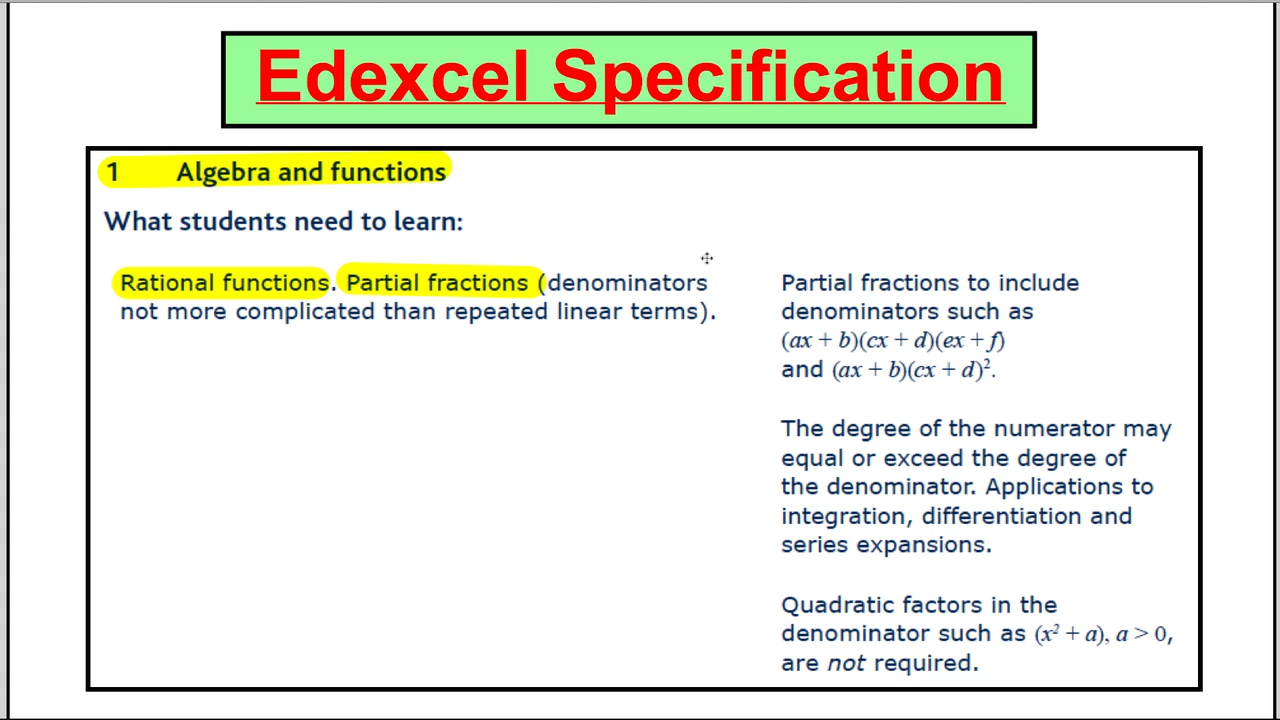 Edexcel Specification
1 Algebra and functions
What students need to learn:
Rational functions. Partial fractions (denominators
not more complicated than repeated linear terms).
Partial fractions to include
denominators such as
(ax + b)(cx + d)(ex + f)
and (ax + b)(cx + d)².
The degree of the numerator may
equal or exceed the degree of
the denominator. Applications to
integration, differentiation and
series expansions.
Quadratic factors in the
denominator such as (x² + a), a > 0,
are not required.